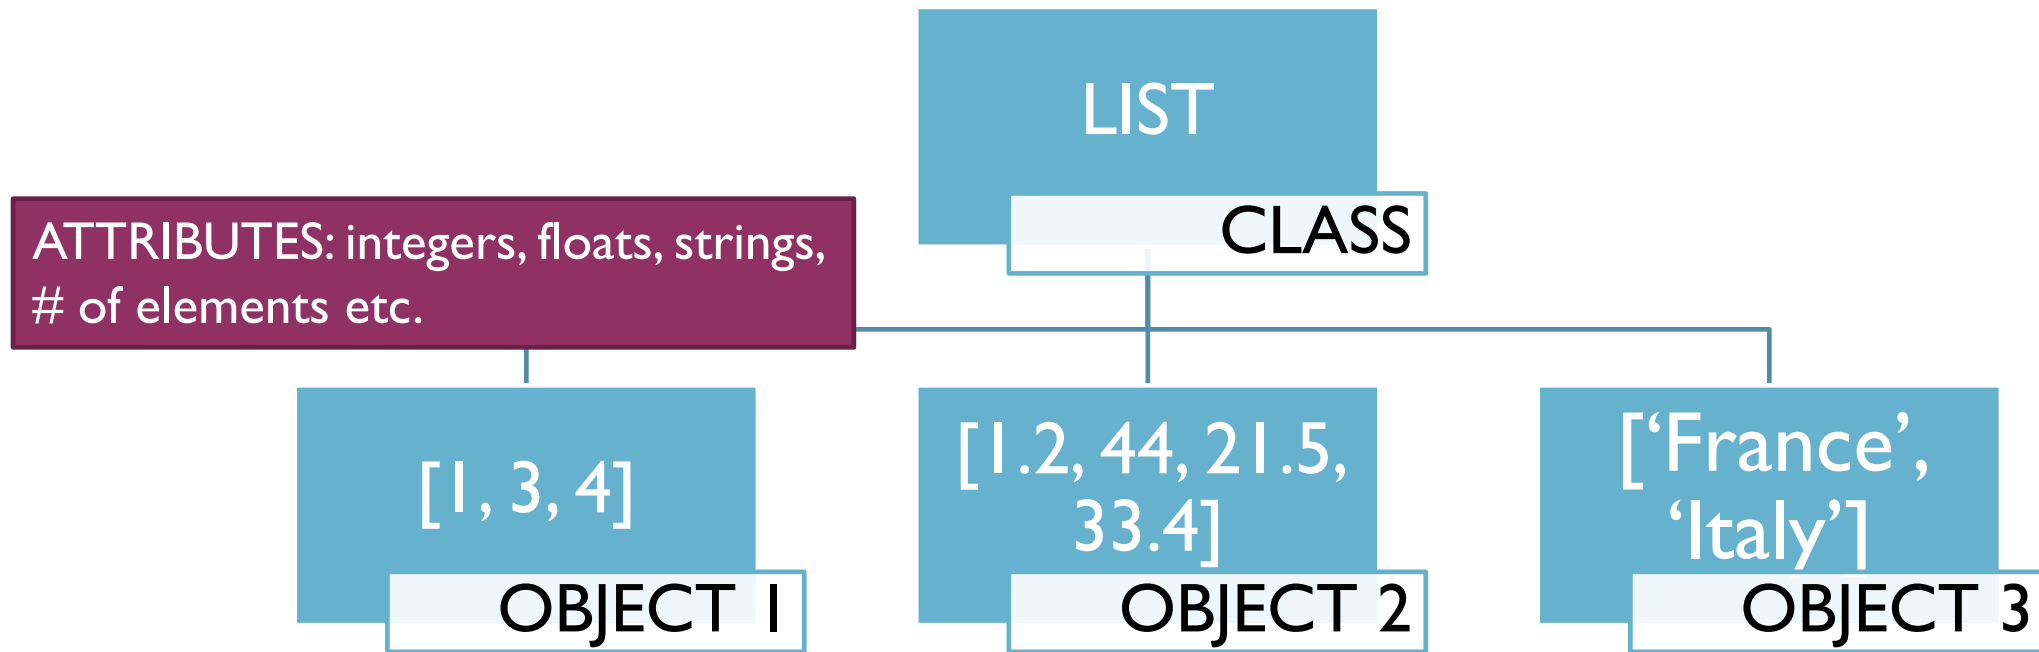 LIST
CLASS
ATTRIBUTES: integers, floats, strings,
# of elements etc.
[1, 3, 4]
OBJECT 1
[1.2, 44, 21.5,
33.4]
OBJECT 2
[‘France’,
‘Italy’]
OBJECT 3